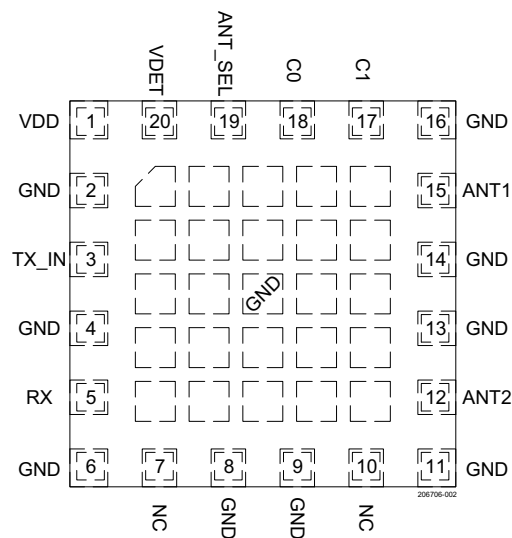 VDET
ANT_SEL
C0
C1
VDD 1 20 19 18 17 16 GND
GND 2 15 ANT1
TX_IN 3 14 GND
GND
GND 4 13 GND
RX 5 12 ANT2
GND 6 7 8 9 10 11 GND
206706-002
NC
GND
GND
NC